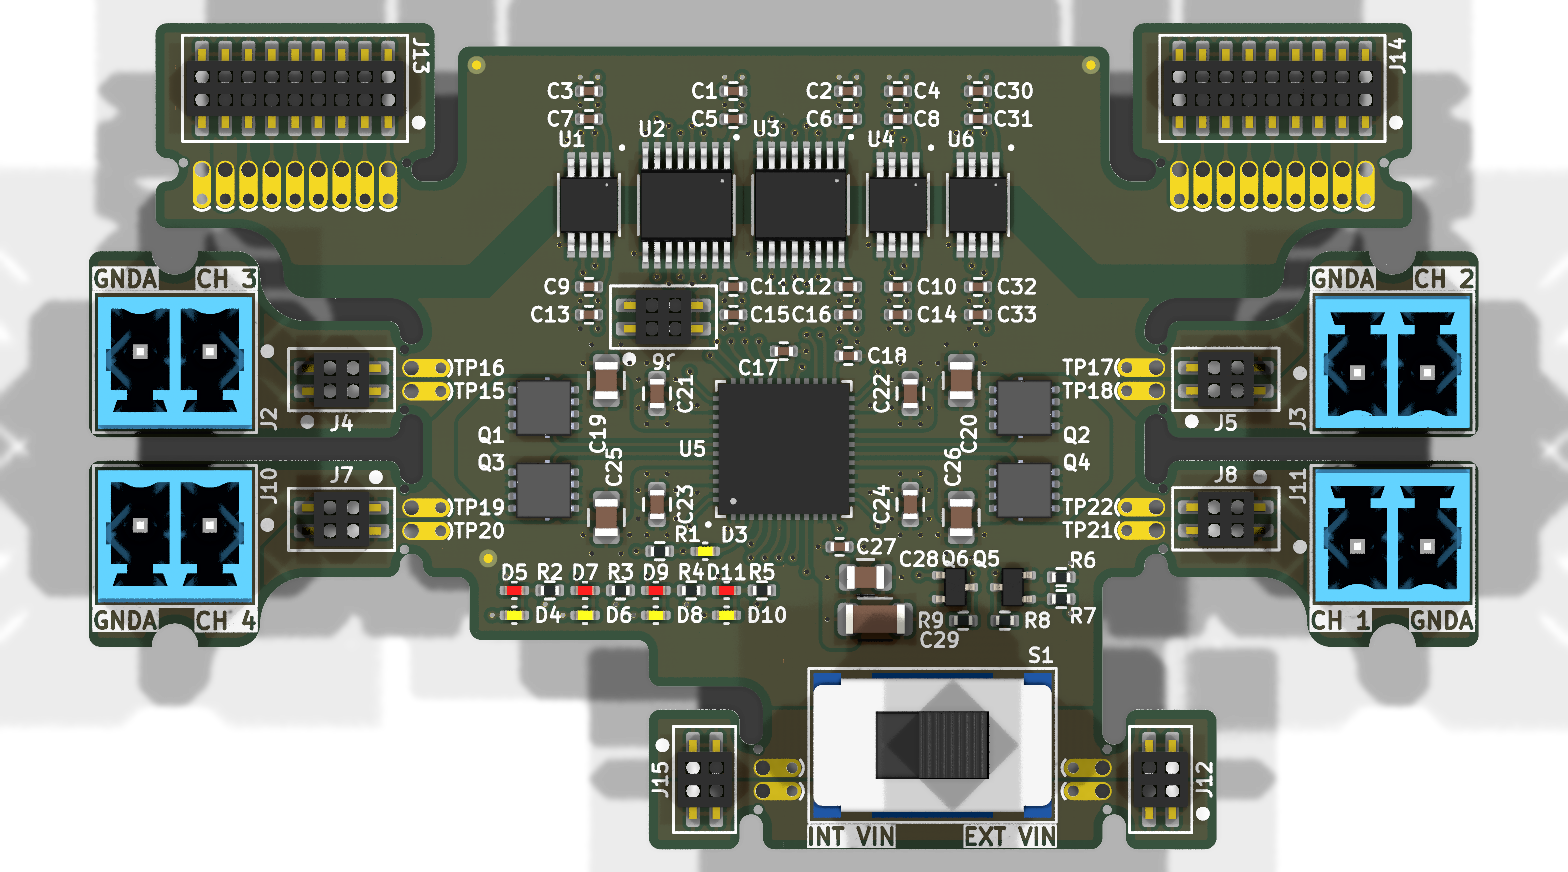 J13
J14
C3 C1 C2 C4 C30
C7 C5 C6 C8 C31
U1 U2 U3 U4 U6
GNDA CH 3
GNDA CH 2
C9 C11 C12 C10 C32
C13 C15 C16 C14 C33
C17 C18
TP16
TP15
TP17
TP18
J2 J4
C19 C21 C22 C20
J5 J3
Q1 Q2
U5
Q3 Q4
J10 J7
C25 C23 C24 C26
J8 J11
TP19
TP20
TP22
TP21
R1 D3
C27
C28 Q6 Q5 R6
D5 R2 D7 R3 D9 R4 D11 R5
D4 D6 D8 D10
R9 R8 R7
C29
GNDA CH 4
CH 1 GNDA
S1
J15 J12
INT VIN EXT VIN